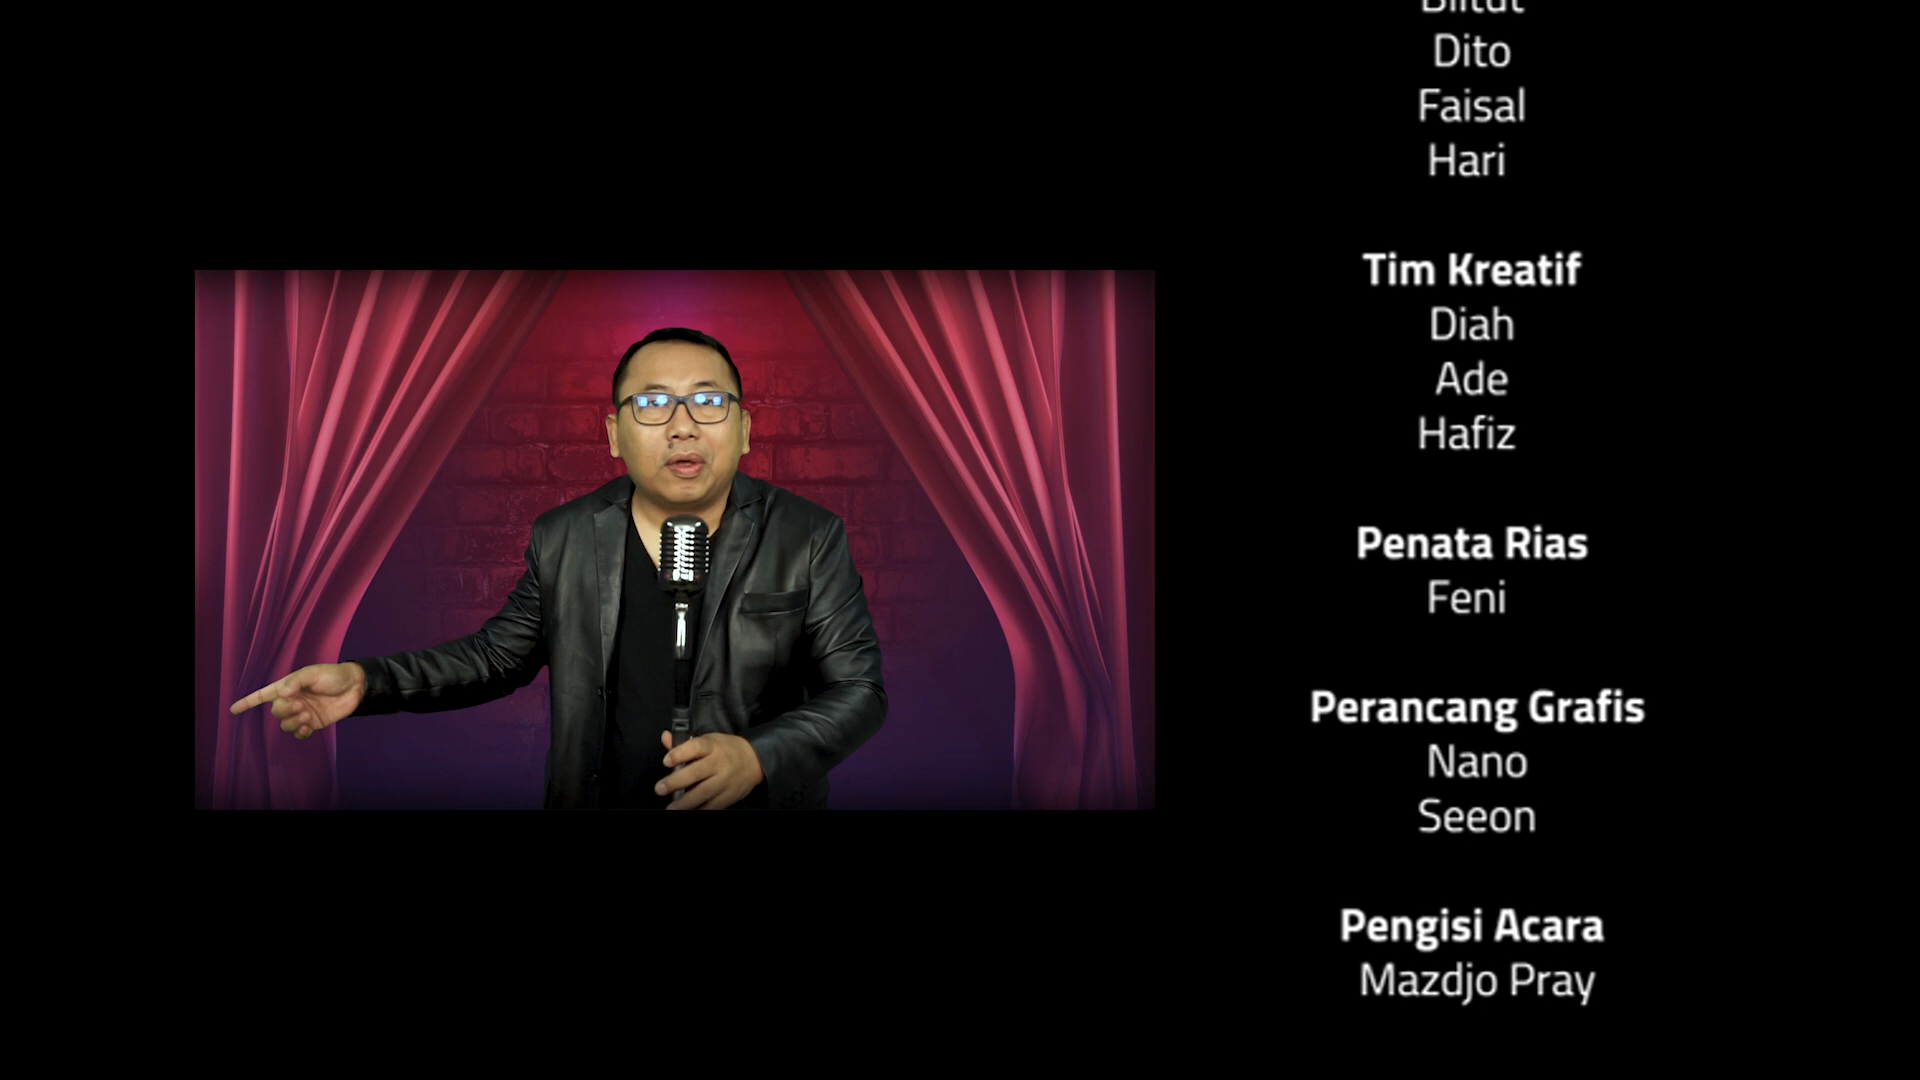 Dito
Faisal
Hari
Tim Kreatif
Diah
Ade
Hafiz
Penata Rias
Feni
Perancang Grafis
Nano
Seeon
Pengisi Acara
Mazdjo Pray